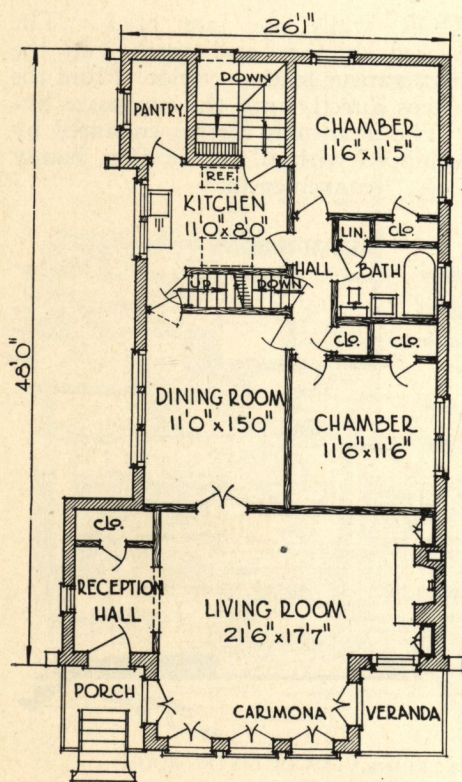 26'1"
DOWN
PANTRY.
CHAMBER
11'6"x11'5"
REF.
KITCHEN
11'0"x8'0"
LIN.
CLO.
HALL
BATH
UP
DOWN
CLO.
CLO.
48'0"
DINING ROOM
11'0"x15'0"
CHAMBER
11'6"x11'6"
CLO.
RECEPTION
HALL
LIVING ROOM
21'6"x17'7"
PORCH
CARIMONA
VERANDA